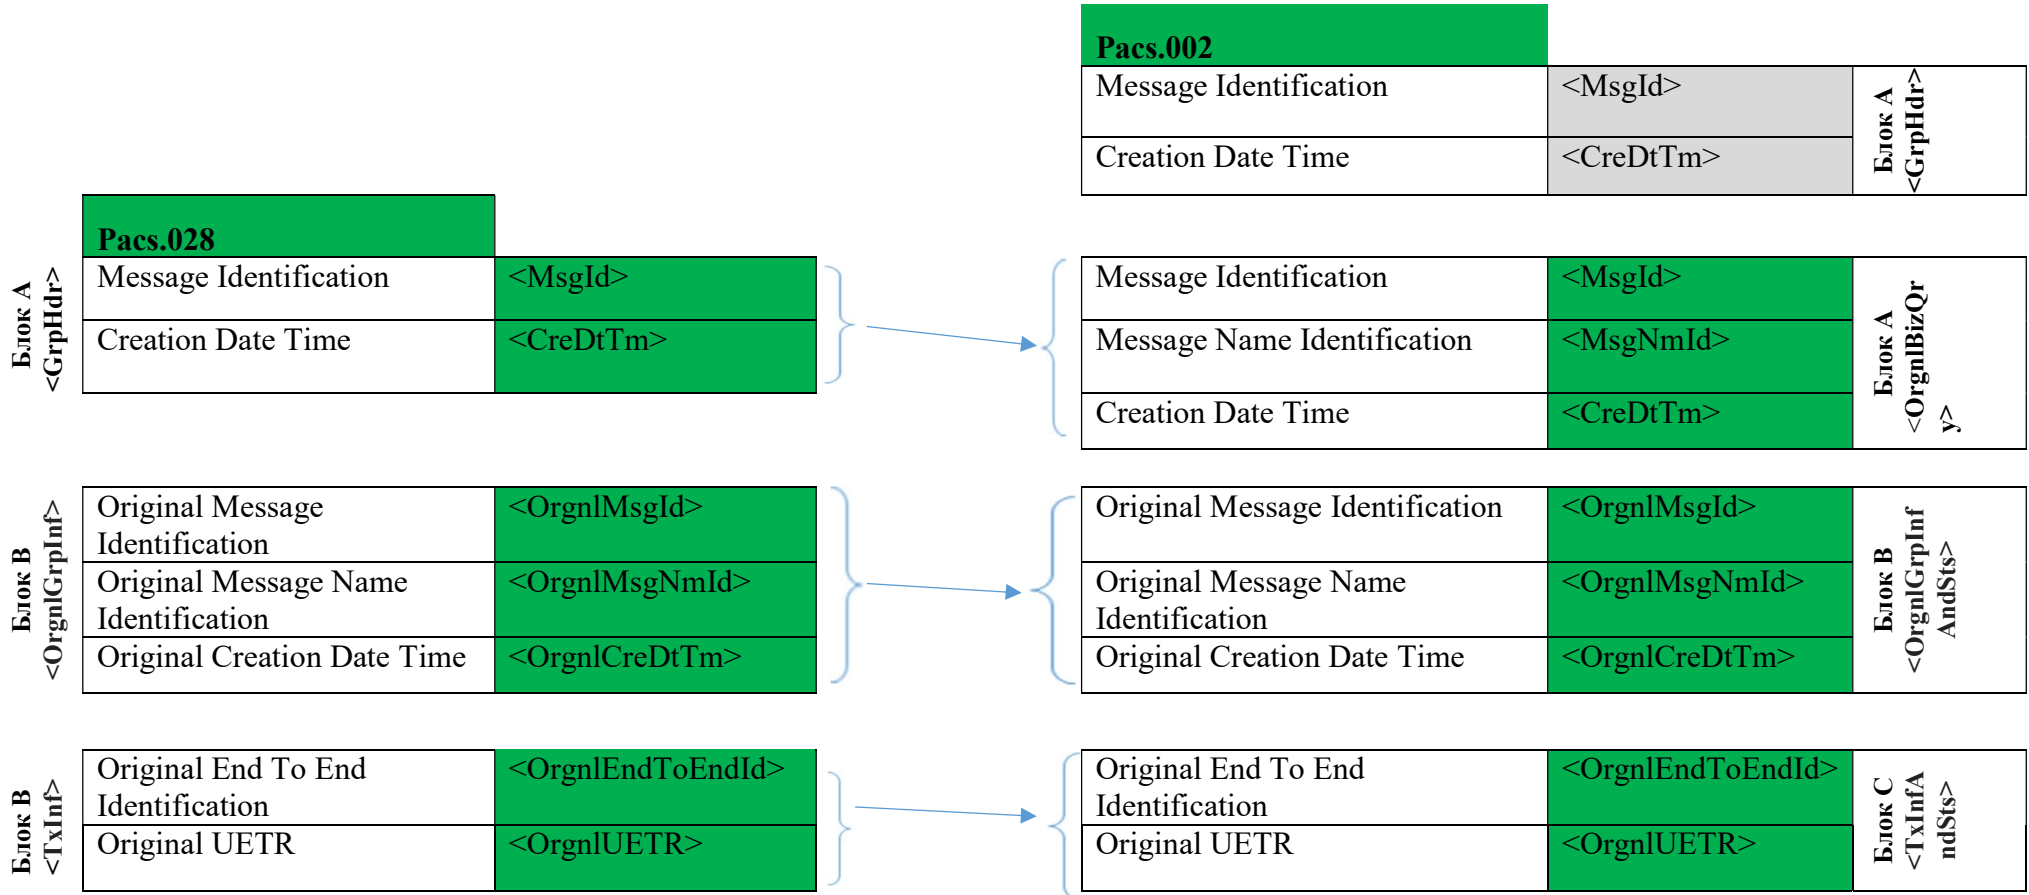 Pacs.002
Message Identification <MsgId>
Creation Date Time <CreDtTm>
Блок A
<GrpHdr>
Pacs.028
Блок A
<GrpHdr>
Message Identification <MsgId>
Creation Date Time <CreDtTm>
Message Identification <MsgId>
Message Name Identification <MsgNmId>
Creation Date Time <CreDtTm>
Блок A
<OrgnlBizQr
y>
Блок B
<OrgnlGrpInf>
Original Message
Identification
<OrgnlMsgId>
Original Message Name
Identification
<OrgnlMsgNmId>
Original Creation Date Time <OrgnlCreDtTm>
Original Message Identification <OrgnlMsgId>
Original Message Name
Identification
<OrgnlMsgNmId>
Original Creation Date Time <OrgnlCreDtTm>
Блок B
<OrgnlGrpInf
AndSts>
Блок B
<TxInf>
Original End To End
Identification
<OrgnlEndToEndId>
Original UETR <OrgnlUETR>
Original End To End
Identification
<OrgnlEndToEndId>
Original UETR <OrgnlUETR>
Блок C
<TxInfA
ndSts>